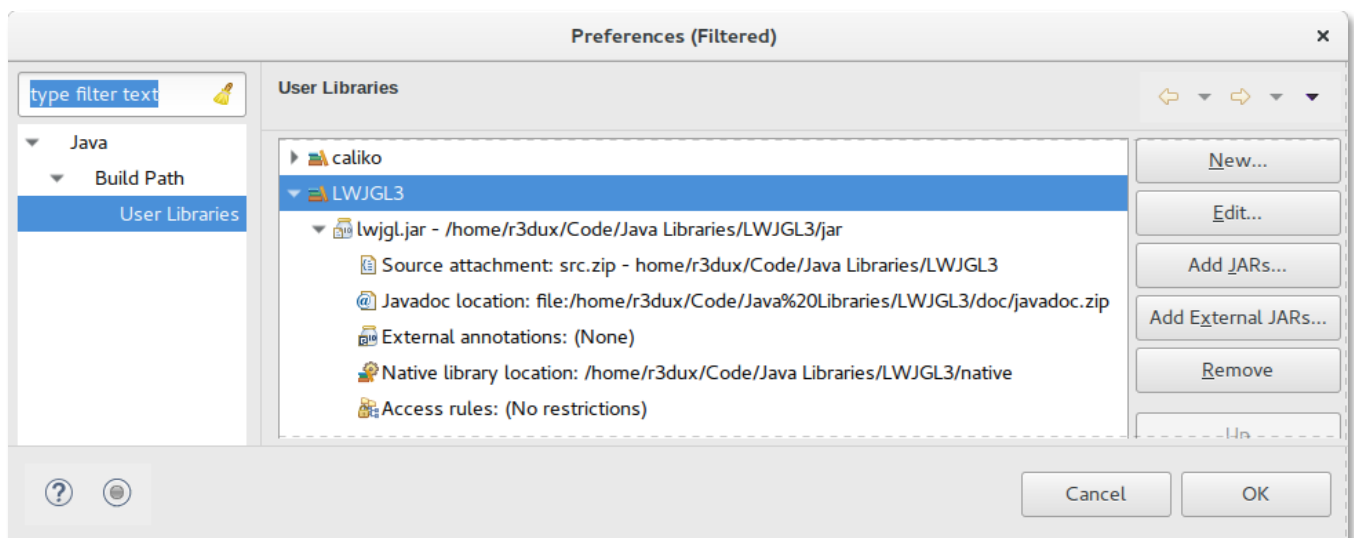 Preferences (Filtered)
×
type filter text
User Libraries
Java
Build Path
User Libraries
caliko
LWJGL3
lwjgl.jar - /home/r3dux/Code/Java Libraries/LWJGL3/jar
Source attachment: src.zip - home/r3dux/Code/Java Libraries/LWJGL3
Javadoc location: file:/home/r3dux/Code/Java%20Libraries/LWJGL3/doc/javadoc.zip
External annotations: (None)
Native library location: /home/r3dux/Code/Java Libraries/LWJGL3/native
Access rules: (No restrictions)
New...
Edit...
Add JARs...
Add External JARs...
Remove
Up
?
Cancel
OK